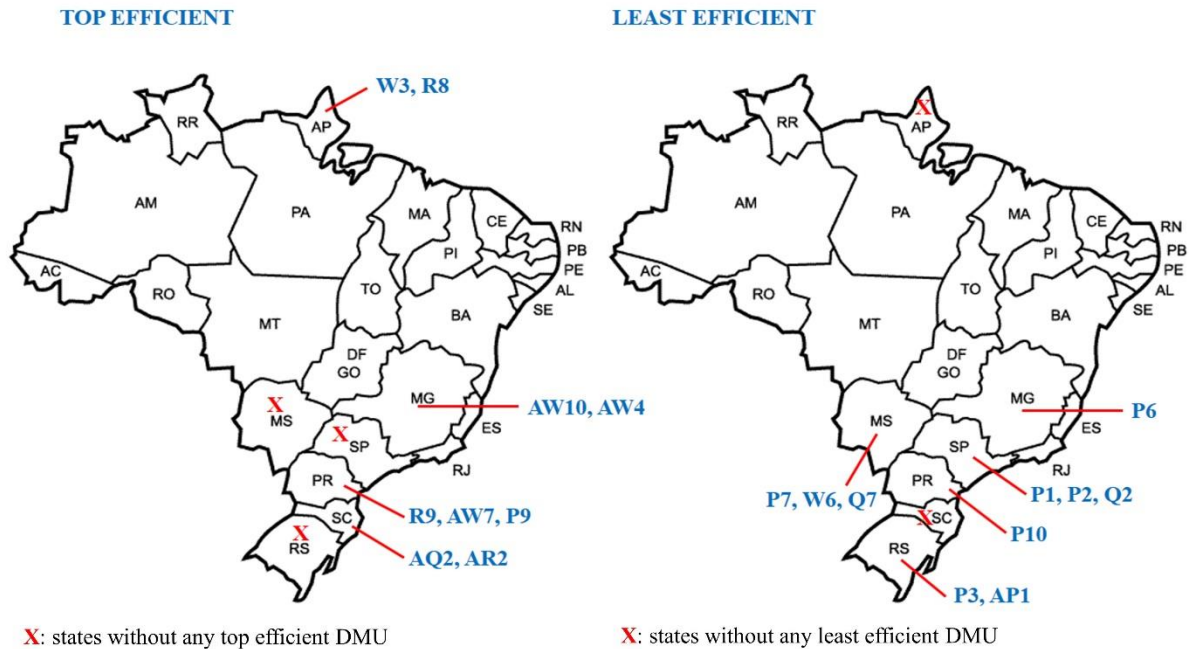 TOP EFFICIENT
LEAST EFFICIENT
W3, R8
RR
AP
AM
PA
MA
CE
RN
PB
PI
PE
AC
AL
RO
TO
SE
BA
MT
DF
GO
MG
AW10, AW4
X
MS
ES
X
SP
RJ
PR
R9, AW7, P9
SC
X
RS
AQ2, AR2
X: states without any top efficient DMU
X
RR
AP
AM
PA
MA
CE
RN
PB
PI
PE
AC
AL
RO
TO
SE
BA
MT
DF
GO
MG
P6
MS
ES
SP
RJ
PR
P7, W6, Q7
P1, P2, Q2
X
SC
P10
RS
P3, AP1
X: states without any least efficient DMU